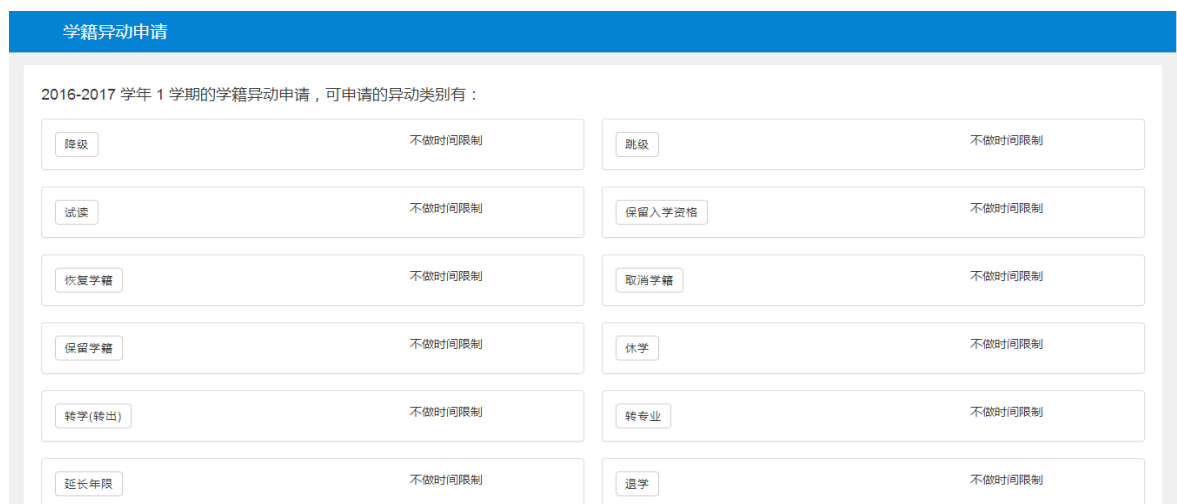 学籍异动申请
2016-2017 学年 1 学期的学籍异动申请，可申请的异动类别有：
降级 不做时间限制 跳级 不做时间限制
试读 不做时间限制 保留入学资格 不做时间限制
恢复学籍 不做时间限制 取消学籍 不做时间限制
保留学籍 不做时间限制 休学 不做时间限制
转学(转出) 不做时间限制 转专业 不做时间限制
延长年限 不做时间限制 退学 不做时间限制